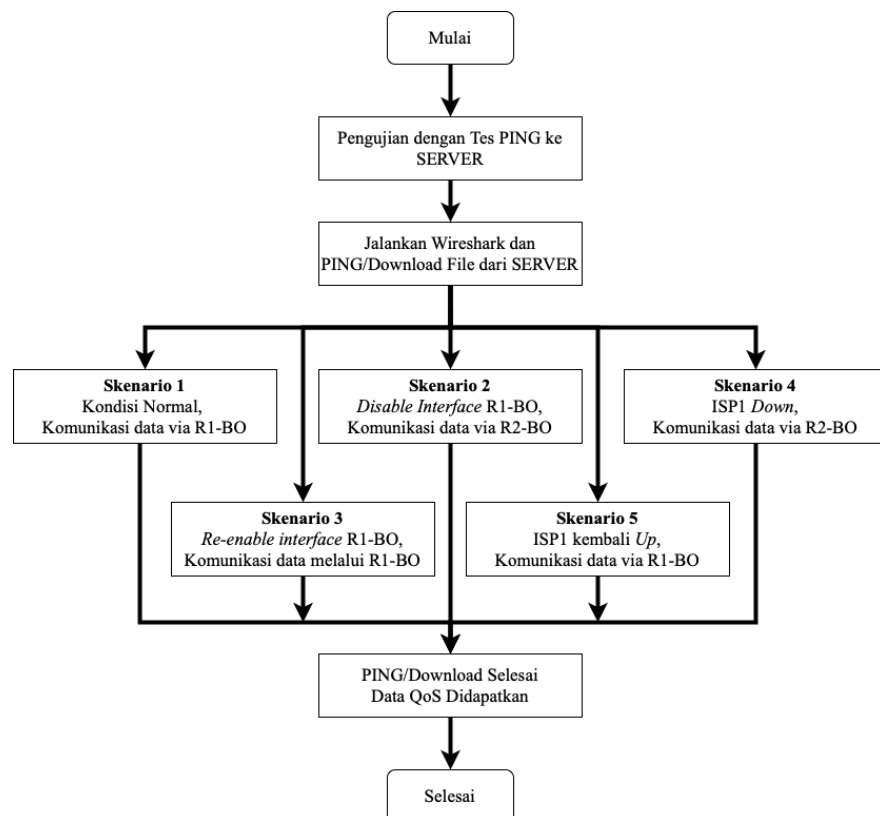 Mulai
Pengujian dengan Tes PING ke
SERVER
Jalankan Wireshark dan
PING/Download File dari SERVER
Skenario 1
Kondisi Normal,
Komunikasi data via R1-BO
Skenario 2
Disable Interface R1-BO,
Komunikasi data via R2-BO
Skenario 4
ISP1 Down,
Komunikasi data via R2-BO
Skenario 3
Re-enable interface R1-BO,
Komunikasi data melalui R1-BO
Skenario 5
ISP1 kembali Up,
Komunikasi data via R1-BO
PING/Download Selesai
Data QoS Didapatkan
Selesai